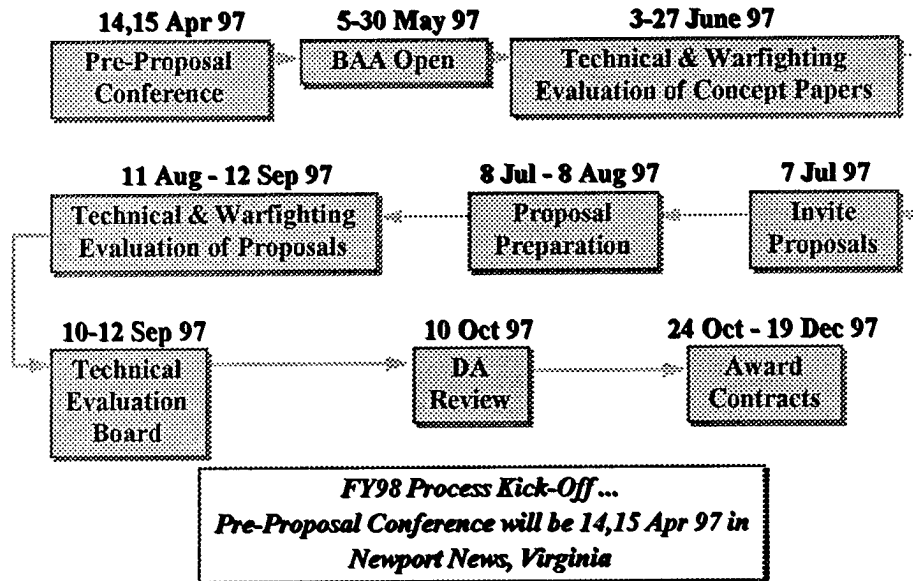 14,15 Apr 97
Pre-Proposal
Conference
5-30 May 97
BAA Open
3-27 June 97
Technical & Warfighting
Evaluation of Concept Papers
7 Jul 97
Invite
Proposals
8 Jul - 8 Aug 97
Proposal
Preparation
11 Aug - 12 Sep 97
Technical & Warfighting
Evaluation of Proposals
10-12 Sep 97
Technical
Evaluation
Board
10 Oct 97
DA
Review
24 Oct - 19 Dec 97
Award
Contracts
FY98 Process Kick-Off ...
Pre-Proposal Conference will be 14,15 Apr 97 in
Newport News, Virginia